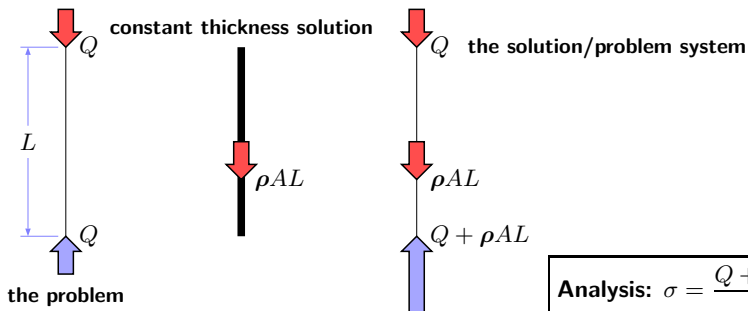 Q
constant thickness solution
Q
the solution/problem system
L
ρAL
ρAL
Q
Q + ρAL
the problem
Analysis: σ = Q +